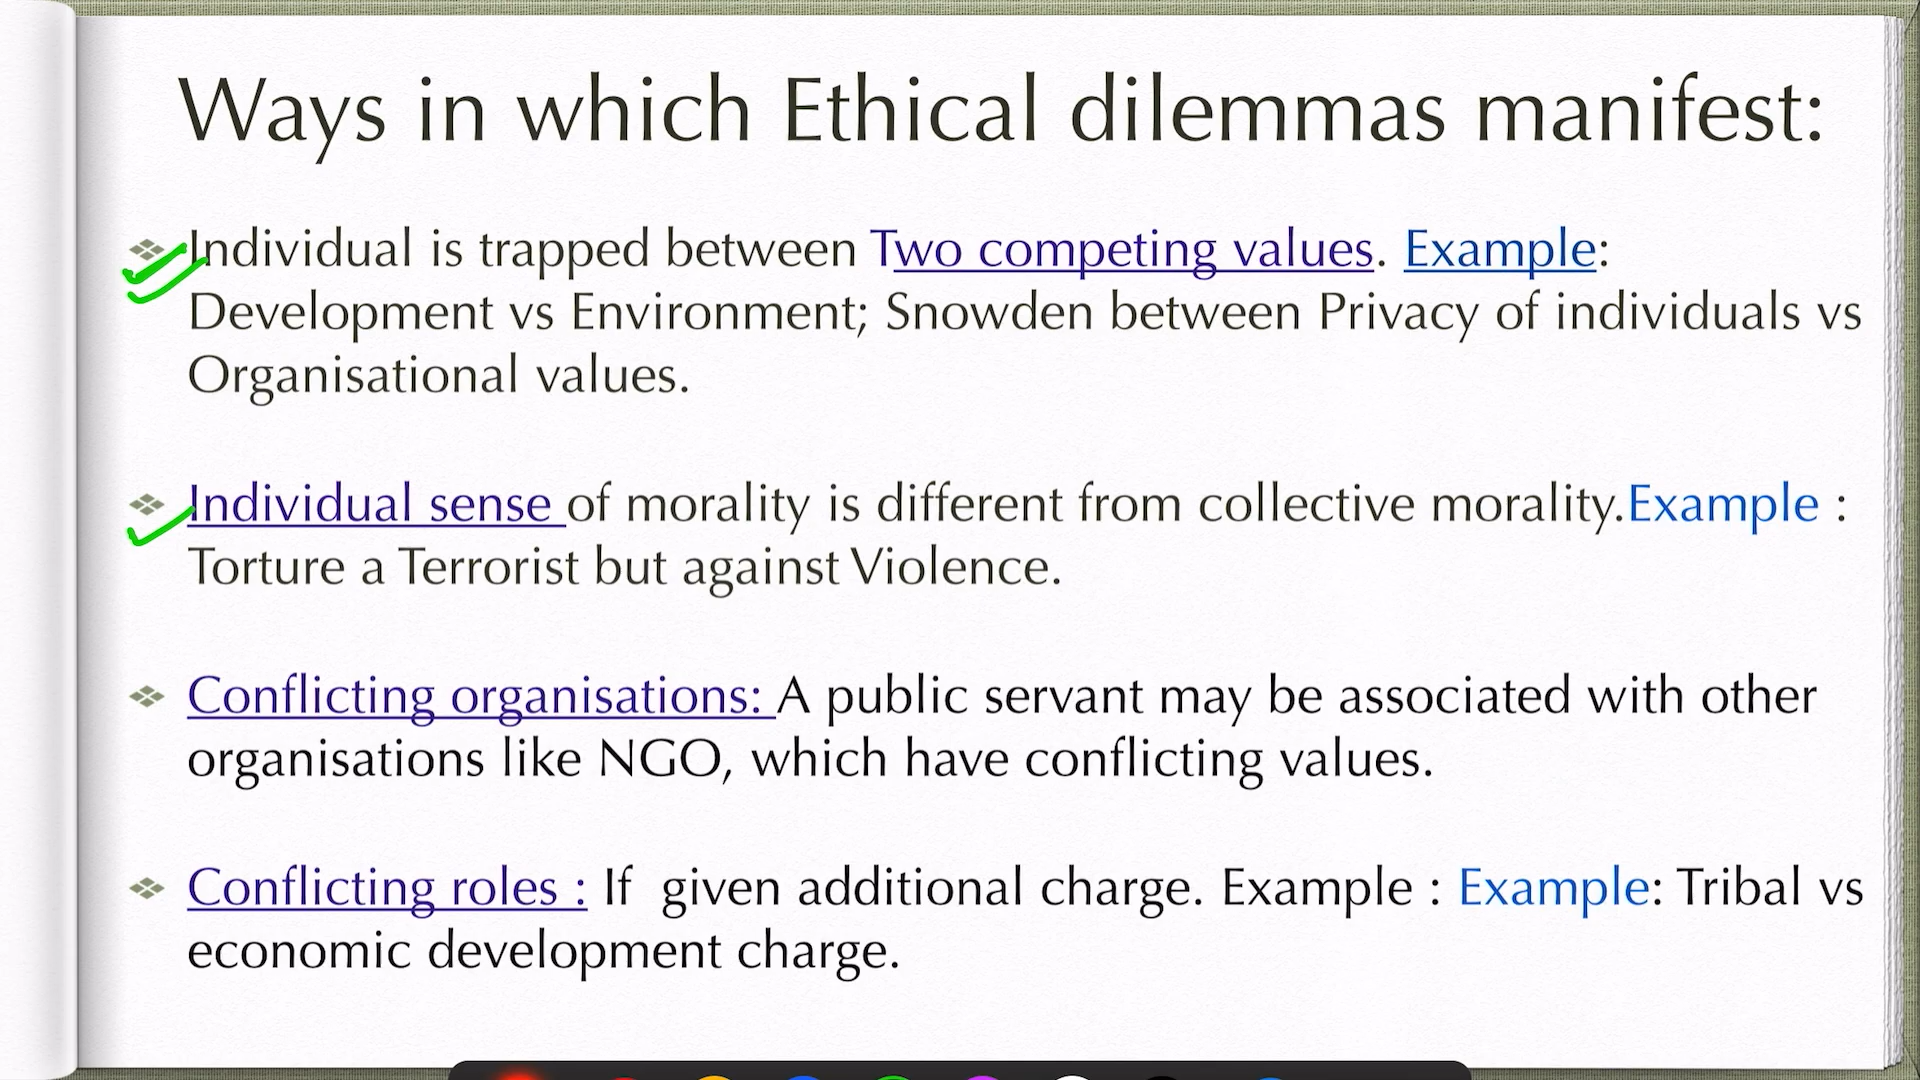 Ways in which Ethical dilemmas manifest:
Individual is trapped between Two competing values. Example:
Development vs Environment; Snowden between Privacy of individuals vs
Organisational values.
Individual sense of morality is different from collective morality.Example :
Torture a Terrorist but against Violence.
Conflicting organisations: A public servant may be associated with other
organisations like NGO, which have conflicting values.
Conflicting roles : If given additional charge. Example : Example: Tribal vs
economic development charge.